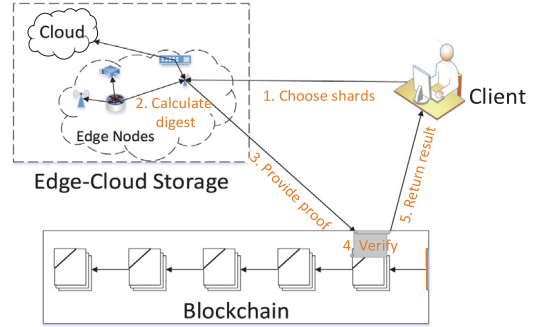 Cloud
1. Choose shards
2. Calculate
digest
Client
Edge Nodes
3. Provide proof
Edge-Cloud Storage
5. Return result
4. Verify
Blockchain